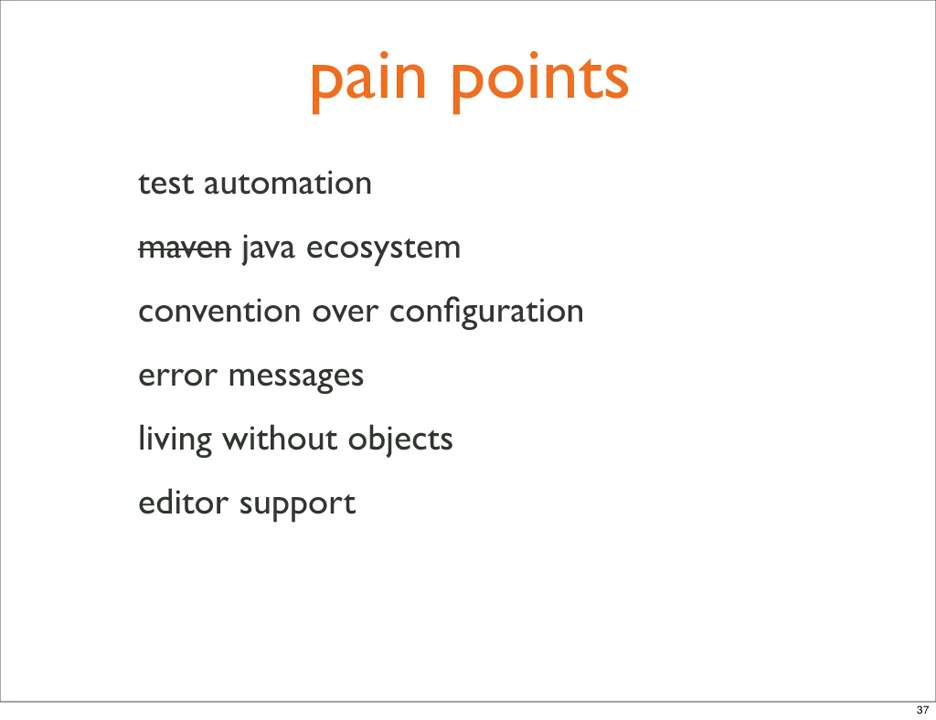 pain points
test automation
maven java ecosystem
convention over configuration
error messages
living without objects
editor support
37